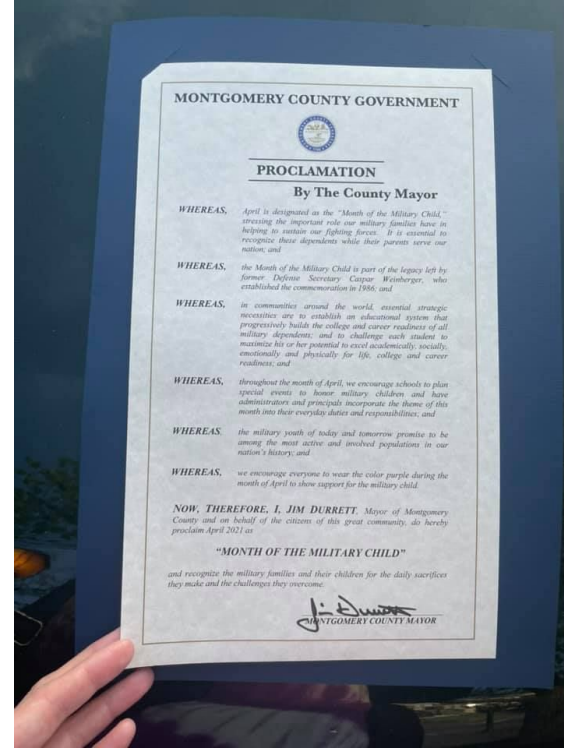 MONTGOMERY COUNTY GOVERNMENT
PROCLAMATION
By The County Mayor
WHEREAS, April is designated as the "Month of the Military Child,"
stressing the important role our military families have in
helping to sustain our fighting forces. It is essential to
recognize these dependents while their parents serve our
nation; and
WHEREAS, the Month of the Military Child is part of the legacy left by
former Defense Secretary Caspar Weinberger, who
established the commemoration in 1986; and
WHEREAS, in communities around the world, essential strategic
necessities are to establish an educational system that
progressively builds the college and career readiness of all
military dependents; and to challenge each student to
maximize his or her potential to excel academically, socially,
emotionally and physically for life, college and career
readiness; and
WHEREAS, throughout the month of April, we encourage schools to plan
special events to honor military children and have
administrators and principals incorporate the theme of this
month into their everyday duties and responsibilities; and
WHEREAS, the military youth of today and tomorrow promise to be
among the most active and involved populations in our
nation's history; and
WHEREAS, we encourage everyone to wear the color purple during the
month of April to show support for the military child.
NOW, THEREFORE, I, JIM DURRETT, Mayor of Montgomery
County and on behalf of the citizens of this great community, do hereby
proclaim April 2021 as
"MONTH OF THE MILITARY CHILD"
and recognize the military families and their children for the daily sacrifices
they make and the challenges they overcome.
Jim Durrett
MONTGOMERY COUNTY MAYOR